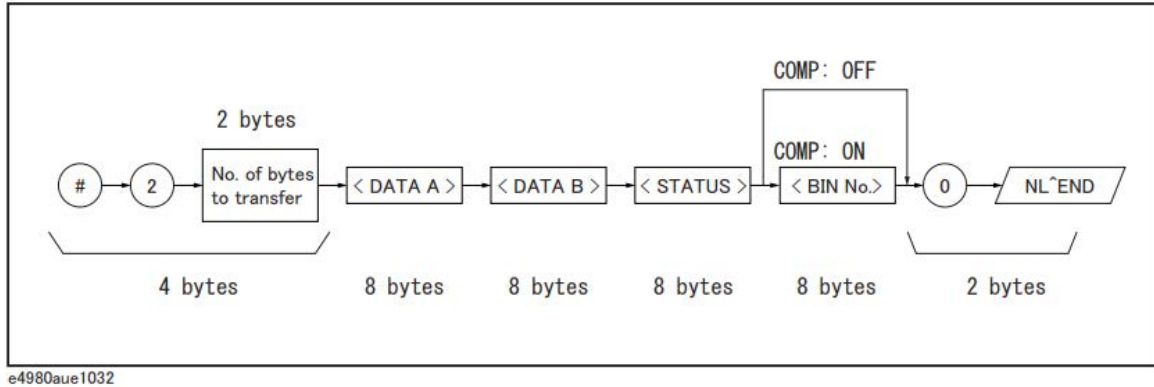 COMP: OFF
2 bytes
COMP: ON
# 2 No. of bytes to transfer < DATA A > < DATA B > < STATUS > < BIN No.> 0 NL^END
4 bytes 8 bytes 8 bytes 8 bytes 8 bytes 2 bytes
e4980aue1032